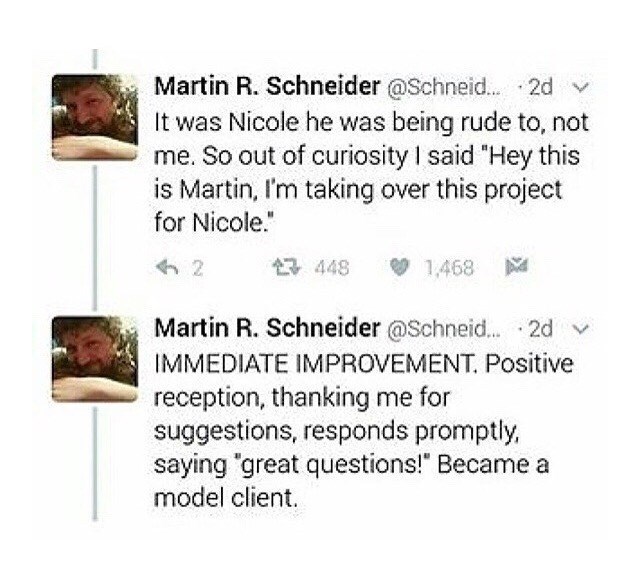 Martin R. Schneider @Schneid... · 2d
It was Nicole he was being rude to, not
me. So out of curiosity I said "Hey this
is Martin, I'm taking over this project
for Nicole."
2 448 1,468
Martin R. Schneider @Schneid... · 2d
IMMEDIATE IMPROVEMENT. Positive
reception, thanking me for
suggestions, responds promptly,
saying "great questions!" Became a
model client.